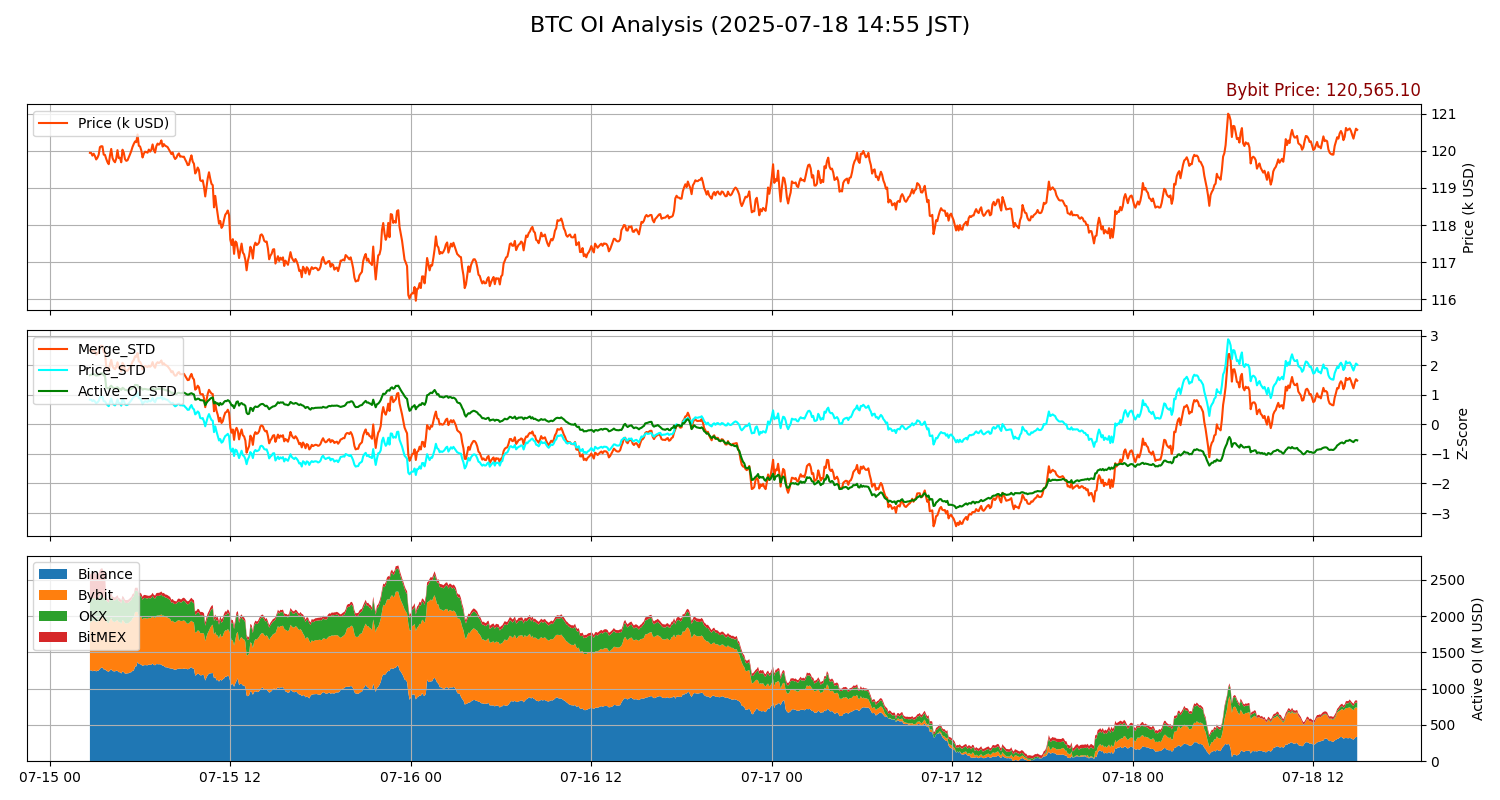 BTC OI Analysis (2025-07-18 14:55 JST)
Bybit Price: 120,565.10
Price (k USD)
121
120
119
118
117
116
Price (k USD)
Merge_STD
Price_STD
Active_OI_STD
3
2
1
0
−1
−2
−3
Z-Score
Binance
Bybit
OKX
BitMEX
2500
2000
1500
1000
500
0
Active OI (M USD)
07-15 00
07-15 12
07-16 00
07-16 12
07-17 00
07-17 12
07-18 00
07-18 12